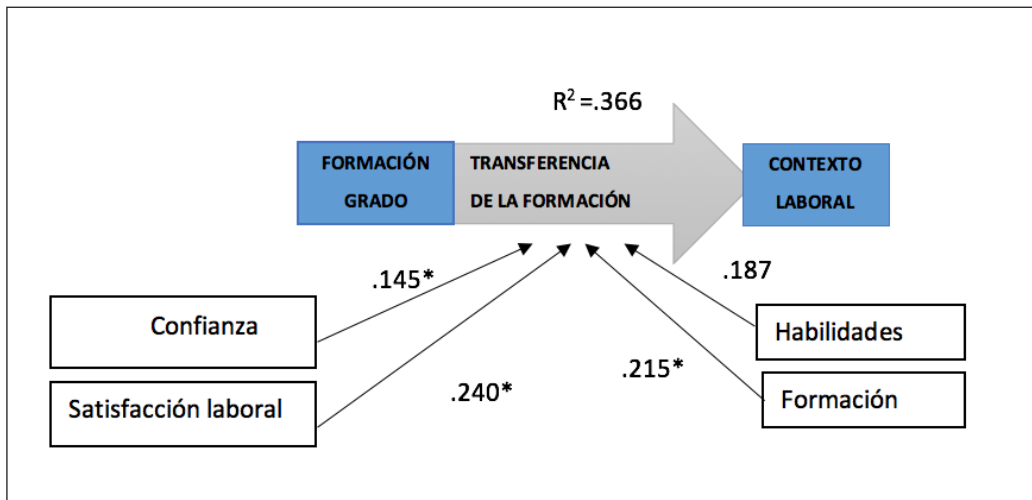 R² =.366
FORMACIÓN
GRADO
TRANSFERENCIA
DE LA FORMACIÓN
CONTEXTO
LABORAL
.145*
.187
Confianza
Habilidades
.240*
.215*
Satisfacción laboral
Formación